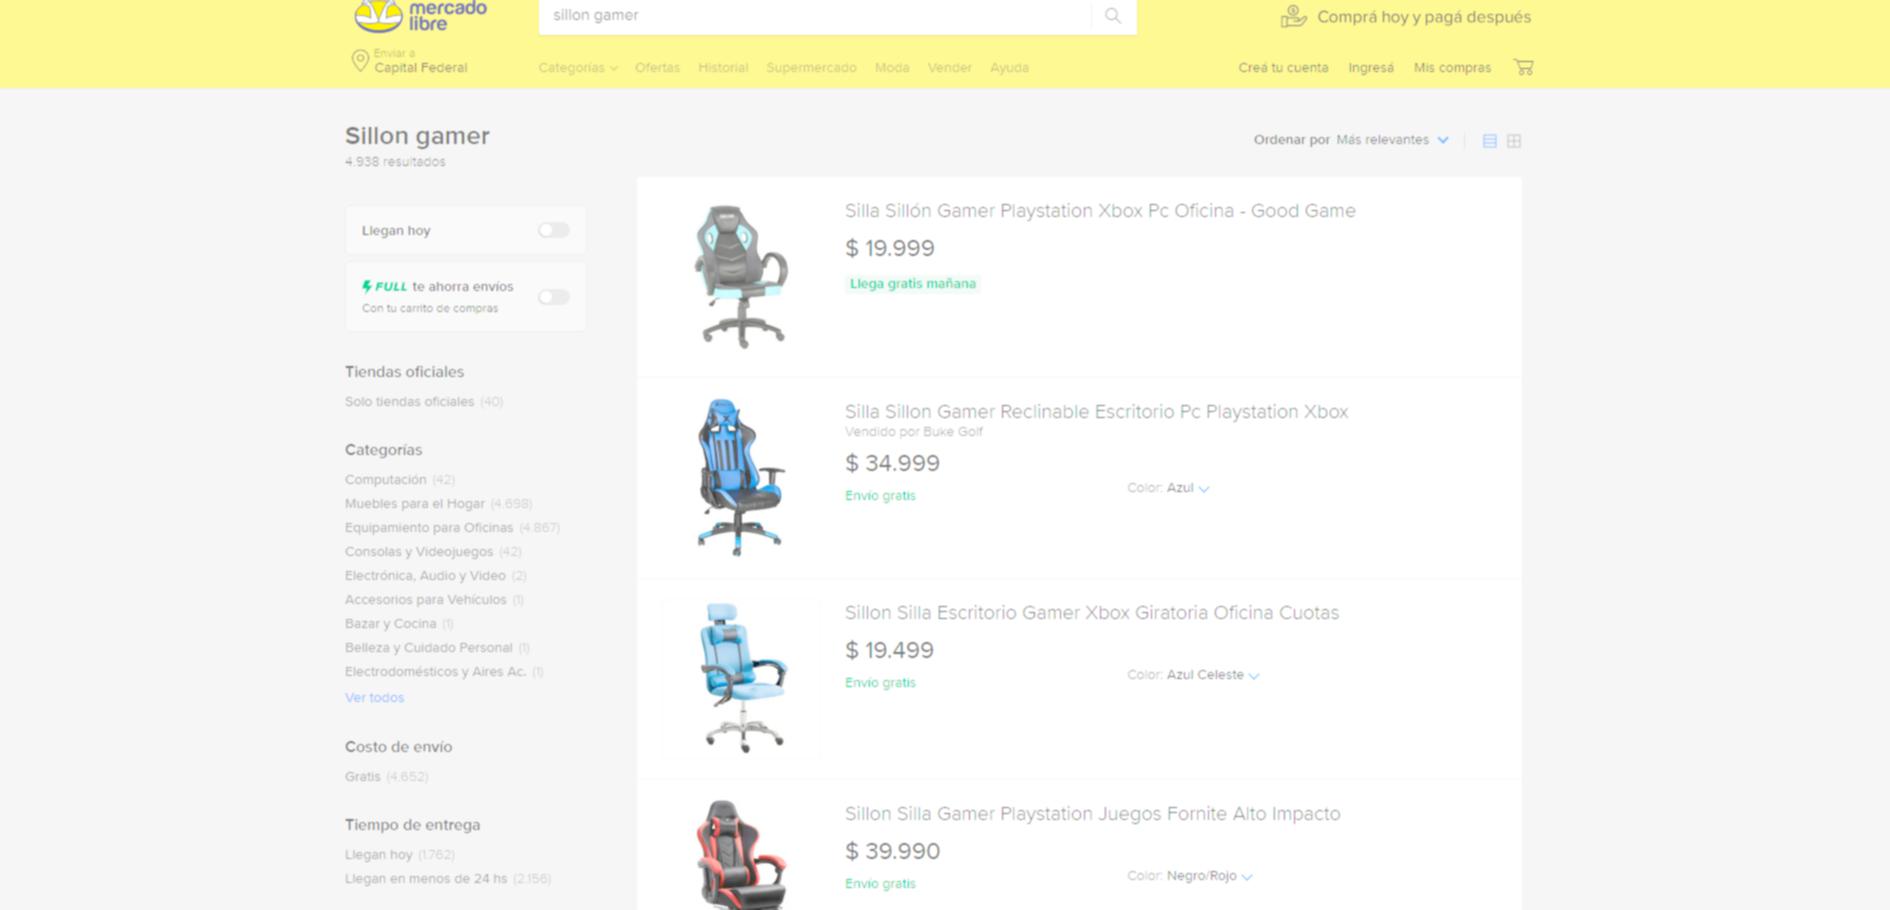 mercado
libre
sillon gamer
Comprá hoy y pagá después
Enviar a
Capital Federal
Categorías
Ofertas
Historial
Supermercado
Moda
Vender
Ayuda
Creá tu cuenta
Ingresá
Mis compras
Sillon gamer
4.938 resultados
Ordenar por Más relevantes
Llegan hoy
FULL te ahorra envíos
Con tu carrito de compras
Tiendas oficiales
Solo tiendas oficiales (40)
Categorías
Computación (42)
Muebles para el Hogar (4.698)
Equipamiento para Oficinas (4.867)
Consolas y Videojuegos (42)
Electrónica, Audio y Video (2)
Accesorios para Vehículos (1)
Bazar y Cocina (1)
Belleza y Cuidado Personal (1)
Electrodomésticos y Aires Ac. (1)
Ver todos
Costo de envío
Gratis (4.652)
Tiempo de entrega
Llegan hoy (1.762)
Llegan en menos de 24 hs (2.156)
Silla Sillón Gamer Playstation Xbox Pc Oficina - Good Game
$ 19.999
Llega gratis mañana
Silla Sillon Gamer Reclinable Escritorio Pc Playstation Xbox
Vendido por Buke Golf
$ 34.999
Envío gratis
Color: Azul
Sillon Silla Escritorio Gamer Xbox Giratoria Oficina Cuotas
$ 19.499
Envío gratis
Color: Azul Celeste
Sillon Silla Gamer Playstation Juegos Fornite Alto Impacto
$ 39.990
Envío gratis
Color: Negro/Rojo